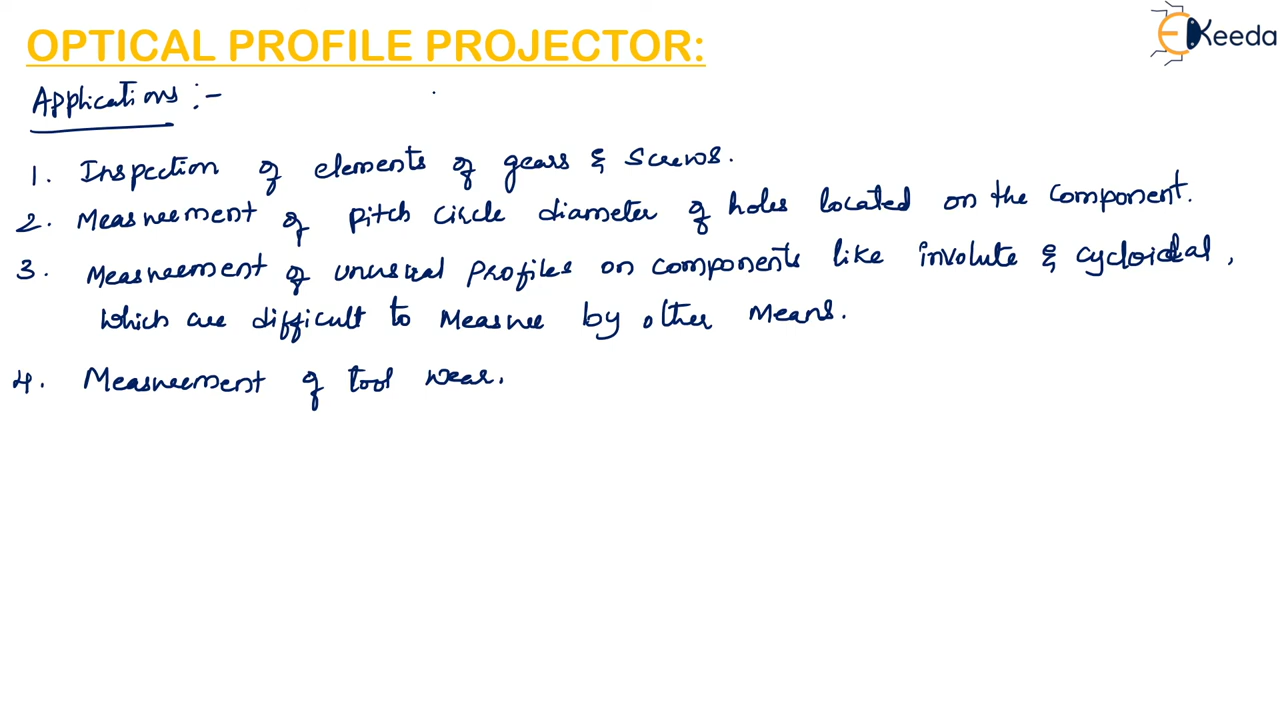 OPTICAL PROFILE PROJECTOR:
EKeeda
Applications :-
1. Inspection of elements of gears & screws.
2. Measurement of pitch circle diameter of holes located on the component.
3. Measurement of unusual profiles on components like involute & cycloidal,
which are difficult to measure by other means.
4. Measurement of tool wear.